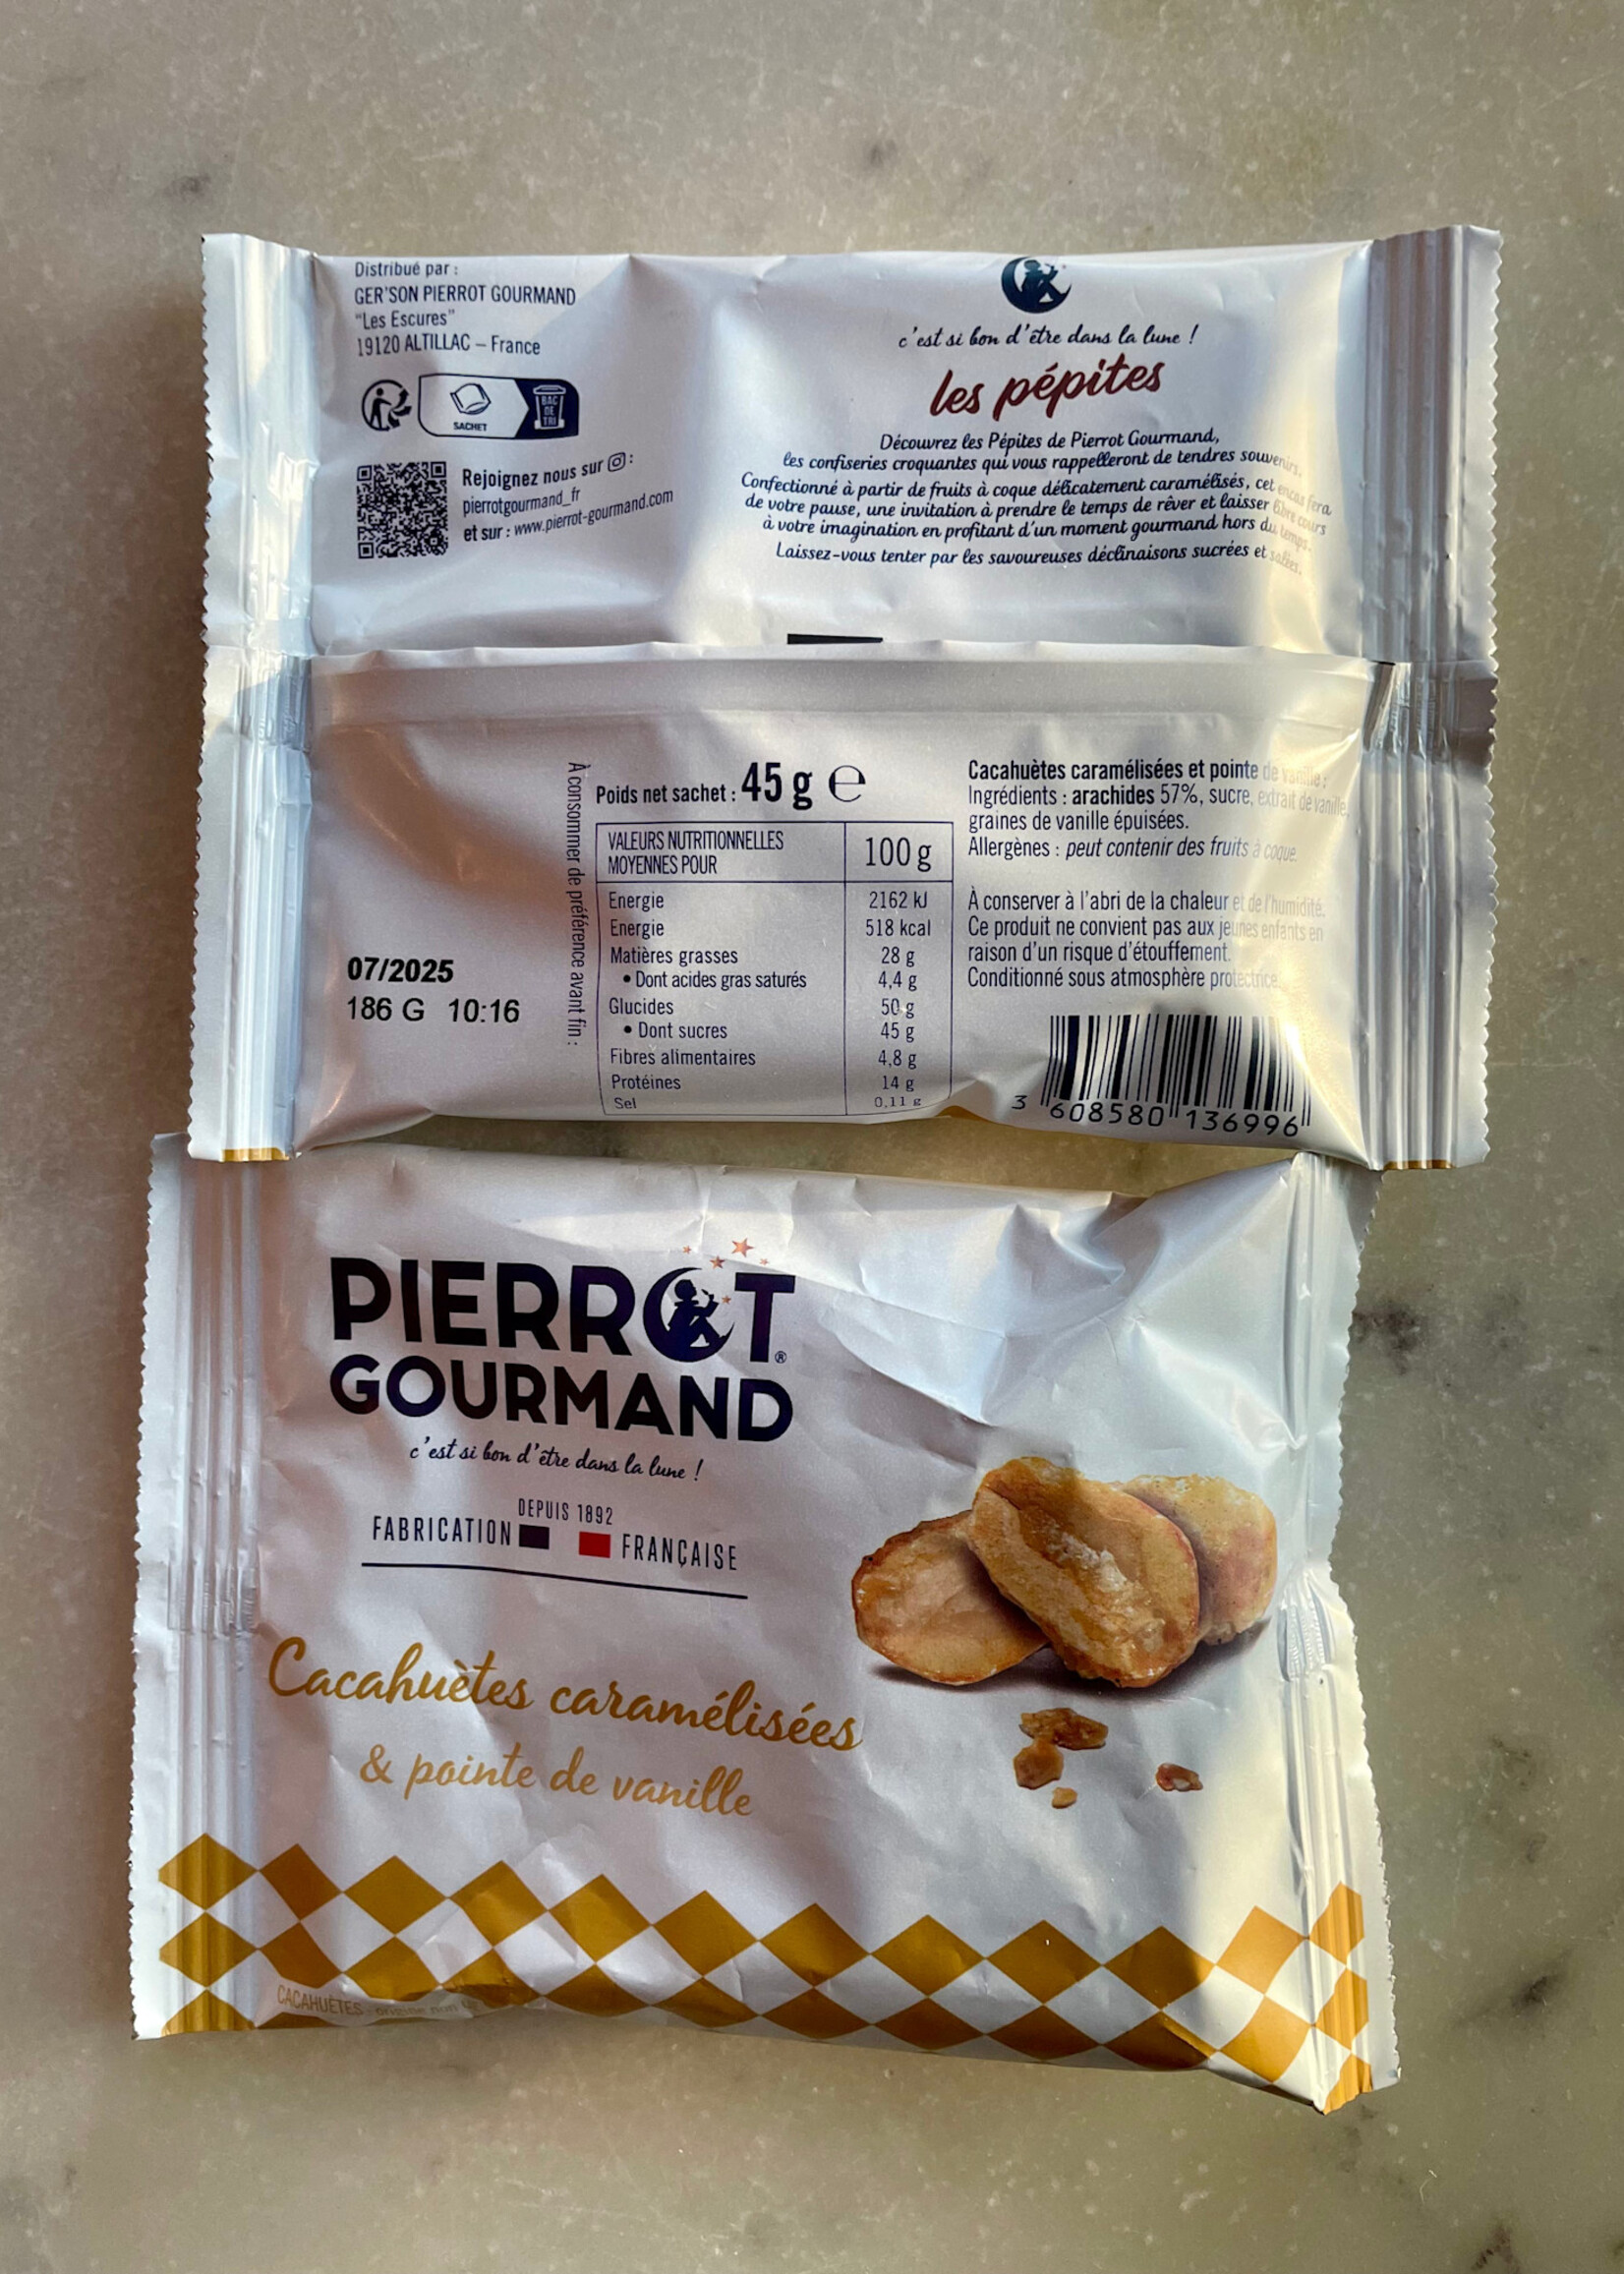 Distribué par :
GER'SON PIERROT GOURMAND
"Les Escures"
19120 ALTILLAC – France
SACHET
BAC
DE
TRI
Rejoignez nous sur :
pierrotgourmand_fr
et sur : www.pierrot-gourmand.com
c'est si bon d'être dans la lune !
les pépites
Découvrez les Pépites de Pierrot Gourmand,
les confiseries croquantes qui vous rappelleront de tendres souvenirs.
Confectionné à partir de fruits à coque délicatement caramélisés, cet encas fera
de votre pause, une invitation à prendre le temps de rêver et laisser libre cours
à votre imagination en profitant d'un moment gourmand hors du temps.
Laissez-vous tenter par les savoureuses déclinaisons sucrées et salées.
07/2025
186 G 10:16
À consommer de préférence avant fin :
Poids net sachet : 45 g e
VALEURS NUTRITIONNELLES
MOYENNES POUR 100 g
Energie 2162 kJ
Energie 518 kcal
Matières grasses 28 g
• Dont acides gras saturés 4,4 g
Glucides 50 g
• Dont sucres 45 g
Fibres alimentaires 4,8 g
Protéines 14 g
Sel 0,11 g
Cacahuètes caramélisées et pointe de vanille :
Ingrédients : arachides 57%, sucre, extrait de vanille,
graines de vanille épuisées.
Allergènes : peut contenir des fruits à coque.
À conserver à l'abri de la chaleur et de l'humidité.
Ce produit ne convient pas aux jeunes enfants en
raison d'un risque d'étouffement.
Conditionné sous atmosphère protectrice.
3 608580 136996
PIERROT®
GOURMAND
c'est si bon d'être dans la lune !
DEPUIS 1892
FABRICATION FRANÇAISE
Cacahuètes caramélisées
& pointe de vanille
CACAHUÈTES - origine non